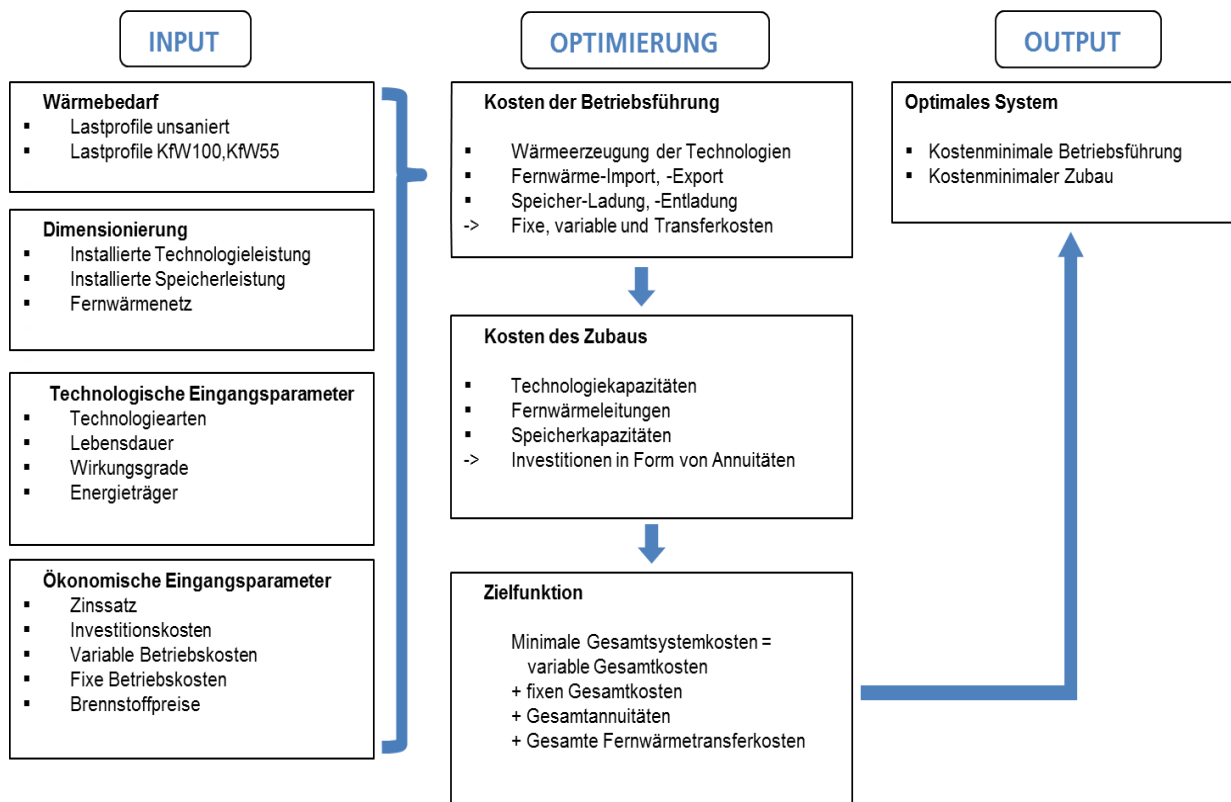 INPUT
Wärmebedarf
▪ Lastprofile unsaniert
▪ Lastprofile KfW100,KfW55
Dimensionierung
▪ Installierte Technologieleistung
▪ Installierte Speicherleistung
▪ Fernwärmenetz
Technologische Eingangsparameter
▪ Technologiearten
▪ Lebensdauer
▪ Wirkungsgrade
▪ Energieträger
Ökonomische Eingangsparameter
▪ Zinssatz
▪ Investitionskosten
▪ Variable Betriebskosten
▪ Fixe Betriebskosten
▪ Brennstoffpreise
OPTIMIERUNG
Kosten der Betriebsführung
▪ Wärmeerzeugung der Technologien
▪ Fernwärme-Import, -Export
▪ Speicher-Ladung, -Entladung
-> Fixe, variable und Transferkosten
Kosten des Zubaus
▪ Technologiekapazitäten
▪ Fernwärmeleitungen
▪ Speicherkapazitäten
-> Investitionen in Form von Annuitäten
Zielfunktion
Minimale Gesamtsystemkosten =
variable Gesamtkosten
+ fixen Gesamtkosten
+ Gesamtannuitäten
+ Gesamte Fernwärmetransferkosten
OUTPUT
Optimales System
▪ Kostenminimale Betriebsführung
▪ Kostenminimaler Zubau